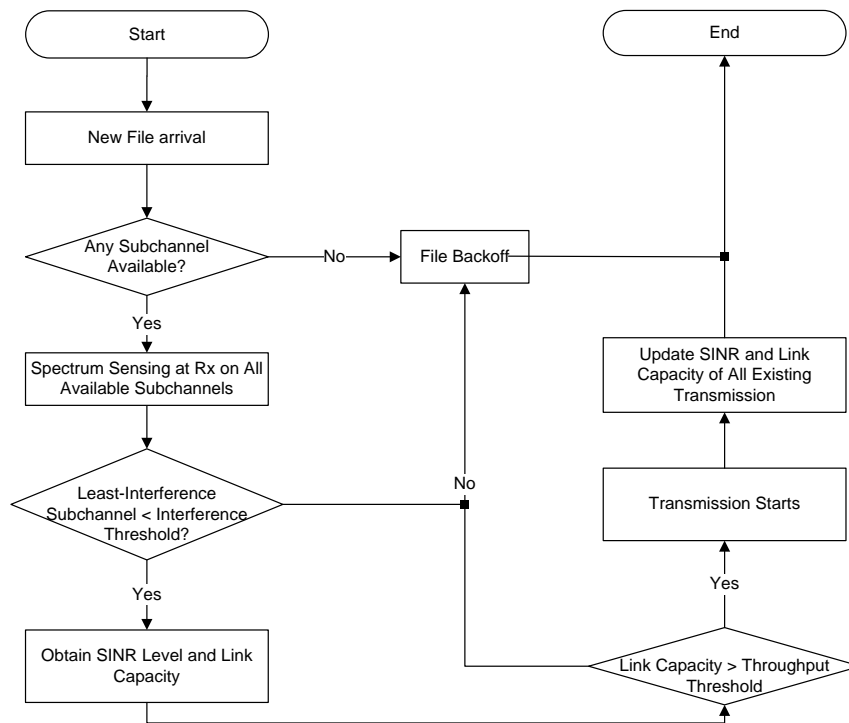 Start
New File arrival
Any Subchannel
Available?
No
File Backoff
Yes
Spectrum Sensing at Rx on All
Available Subchannels
Least-Interference
Subchannel < Interference
Threshold?
No
Yes
Obtain SINR Level and Link
Capacity
Link Capacity > Throughput
Threshold
Yes
Transmission Starts
Update SINR and Link
Capacity of All Existing
Transmission
End